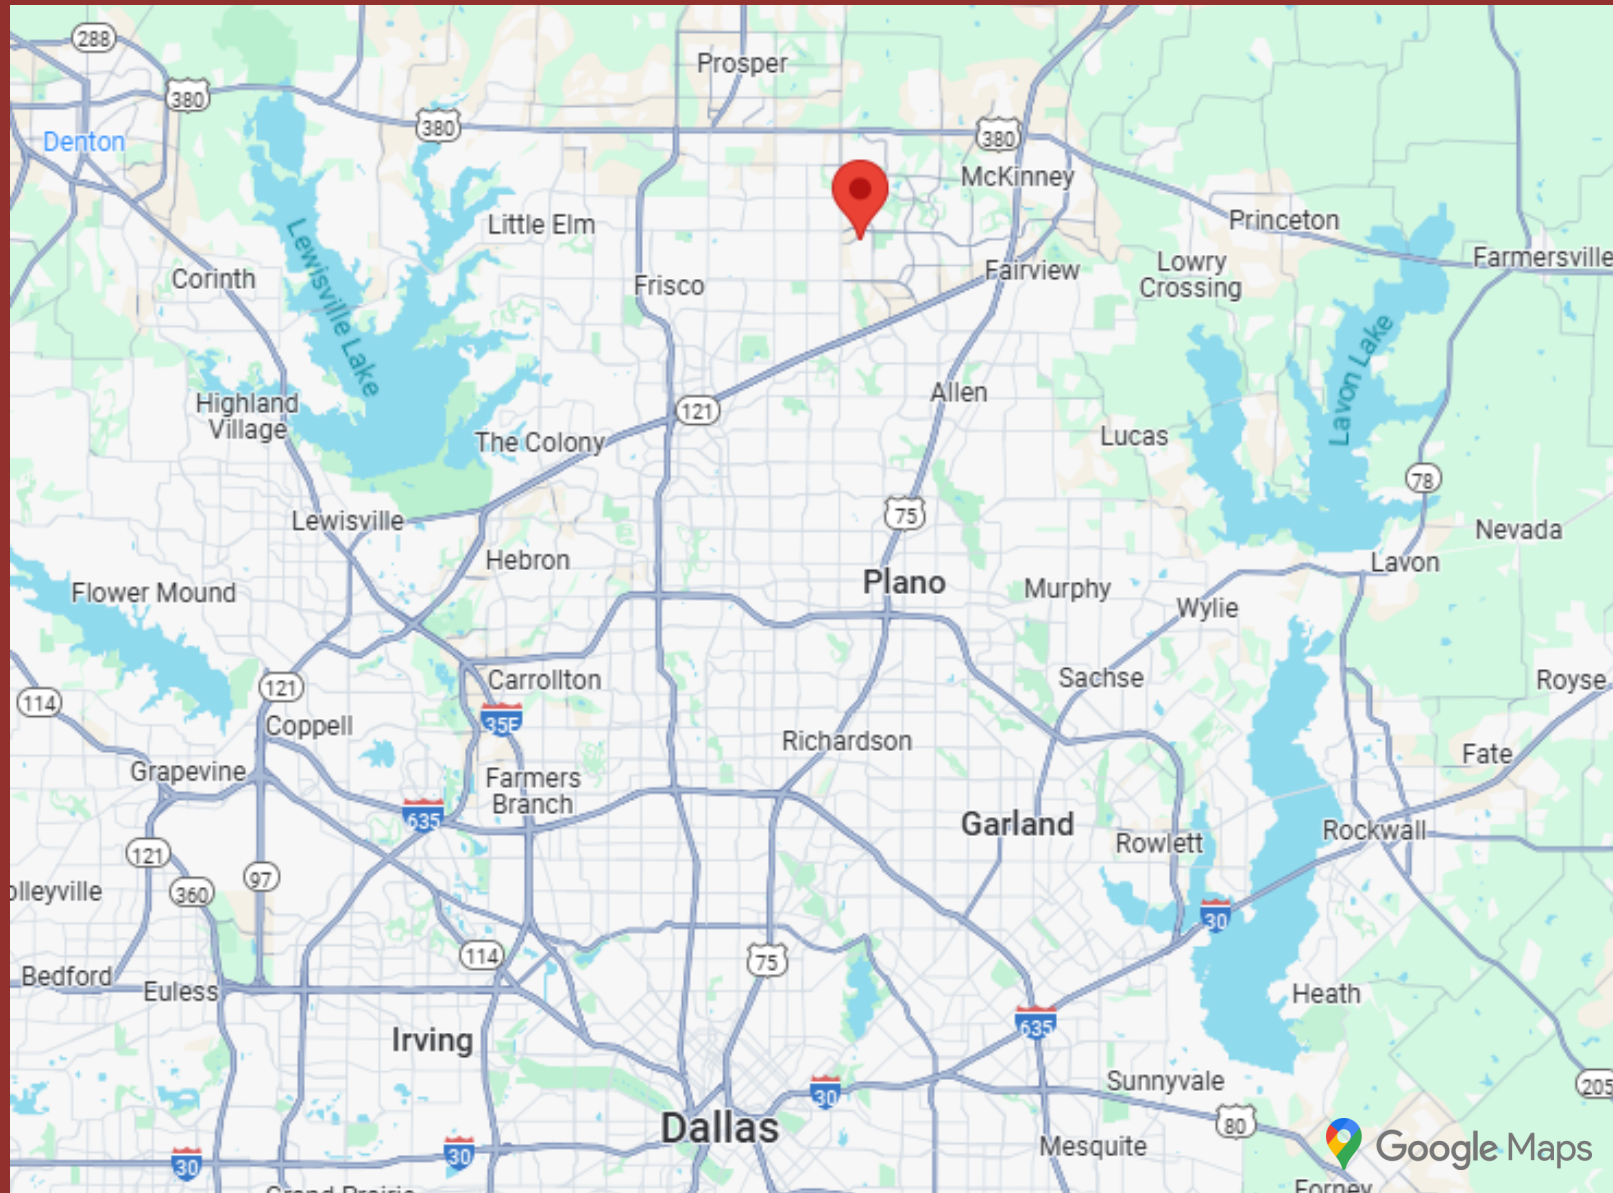 288
Prosper
380
380
380
Denton
McKinney
Little Elm
Princeton
Lewisville Lake
Corinth
Frisco
Fairview
Lowry
Crossing
Farmersville
Lavon Lake
Highland
Village
121
Allen
The Colony
Lucas
78
75
Lewisville
Nevada
Hebron
Lavon
Flower Mound
Plano
Murphy
Wylie
121
Carrollton
Sachse
Royse
114
35E
Coppell
Richardson
Fate
Grapevine
Farmers
Branch
635
Garland
Rockwall
Rowlett
121
97
360
olleyville
30
114
75
Bedford
Euless
Heath
635
Irving
Sunnyvale
205
30
Dallas
80
Mesquite
Google Maps
30
30
Forney
Grand Prairie